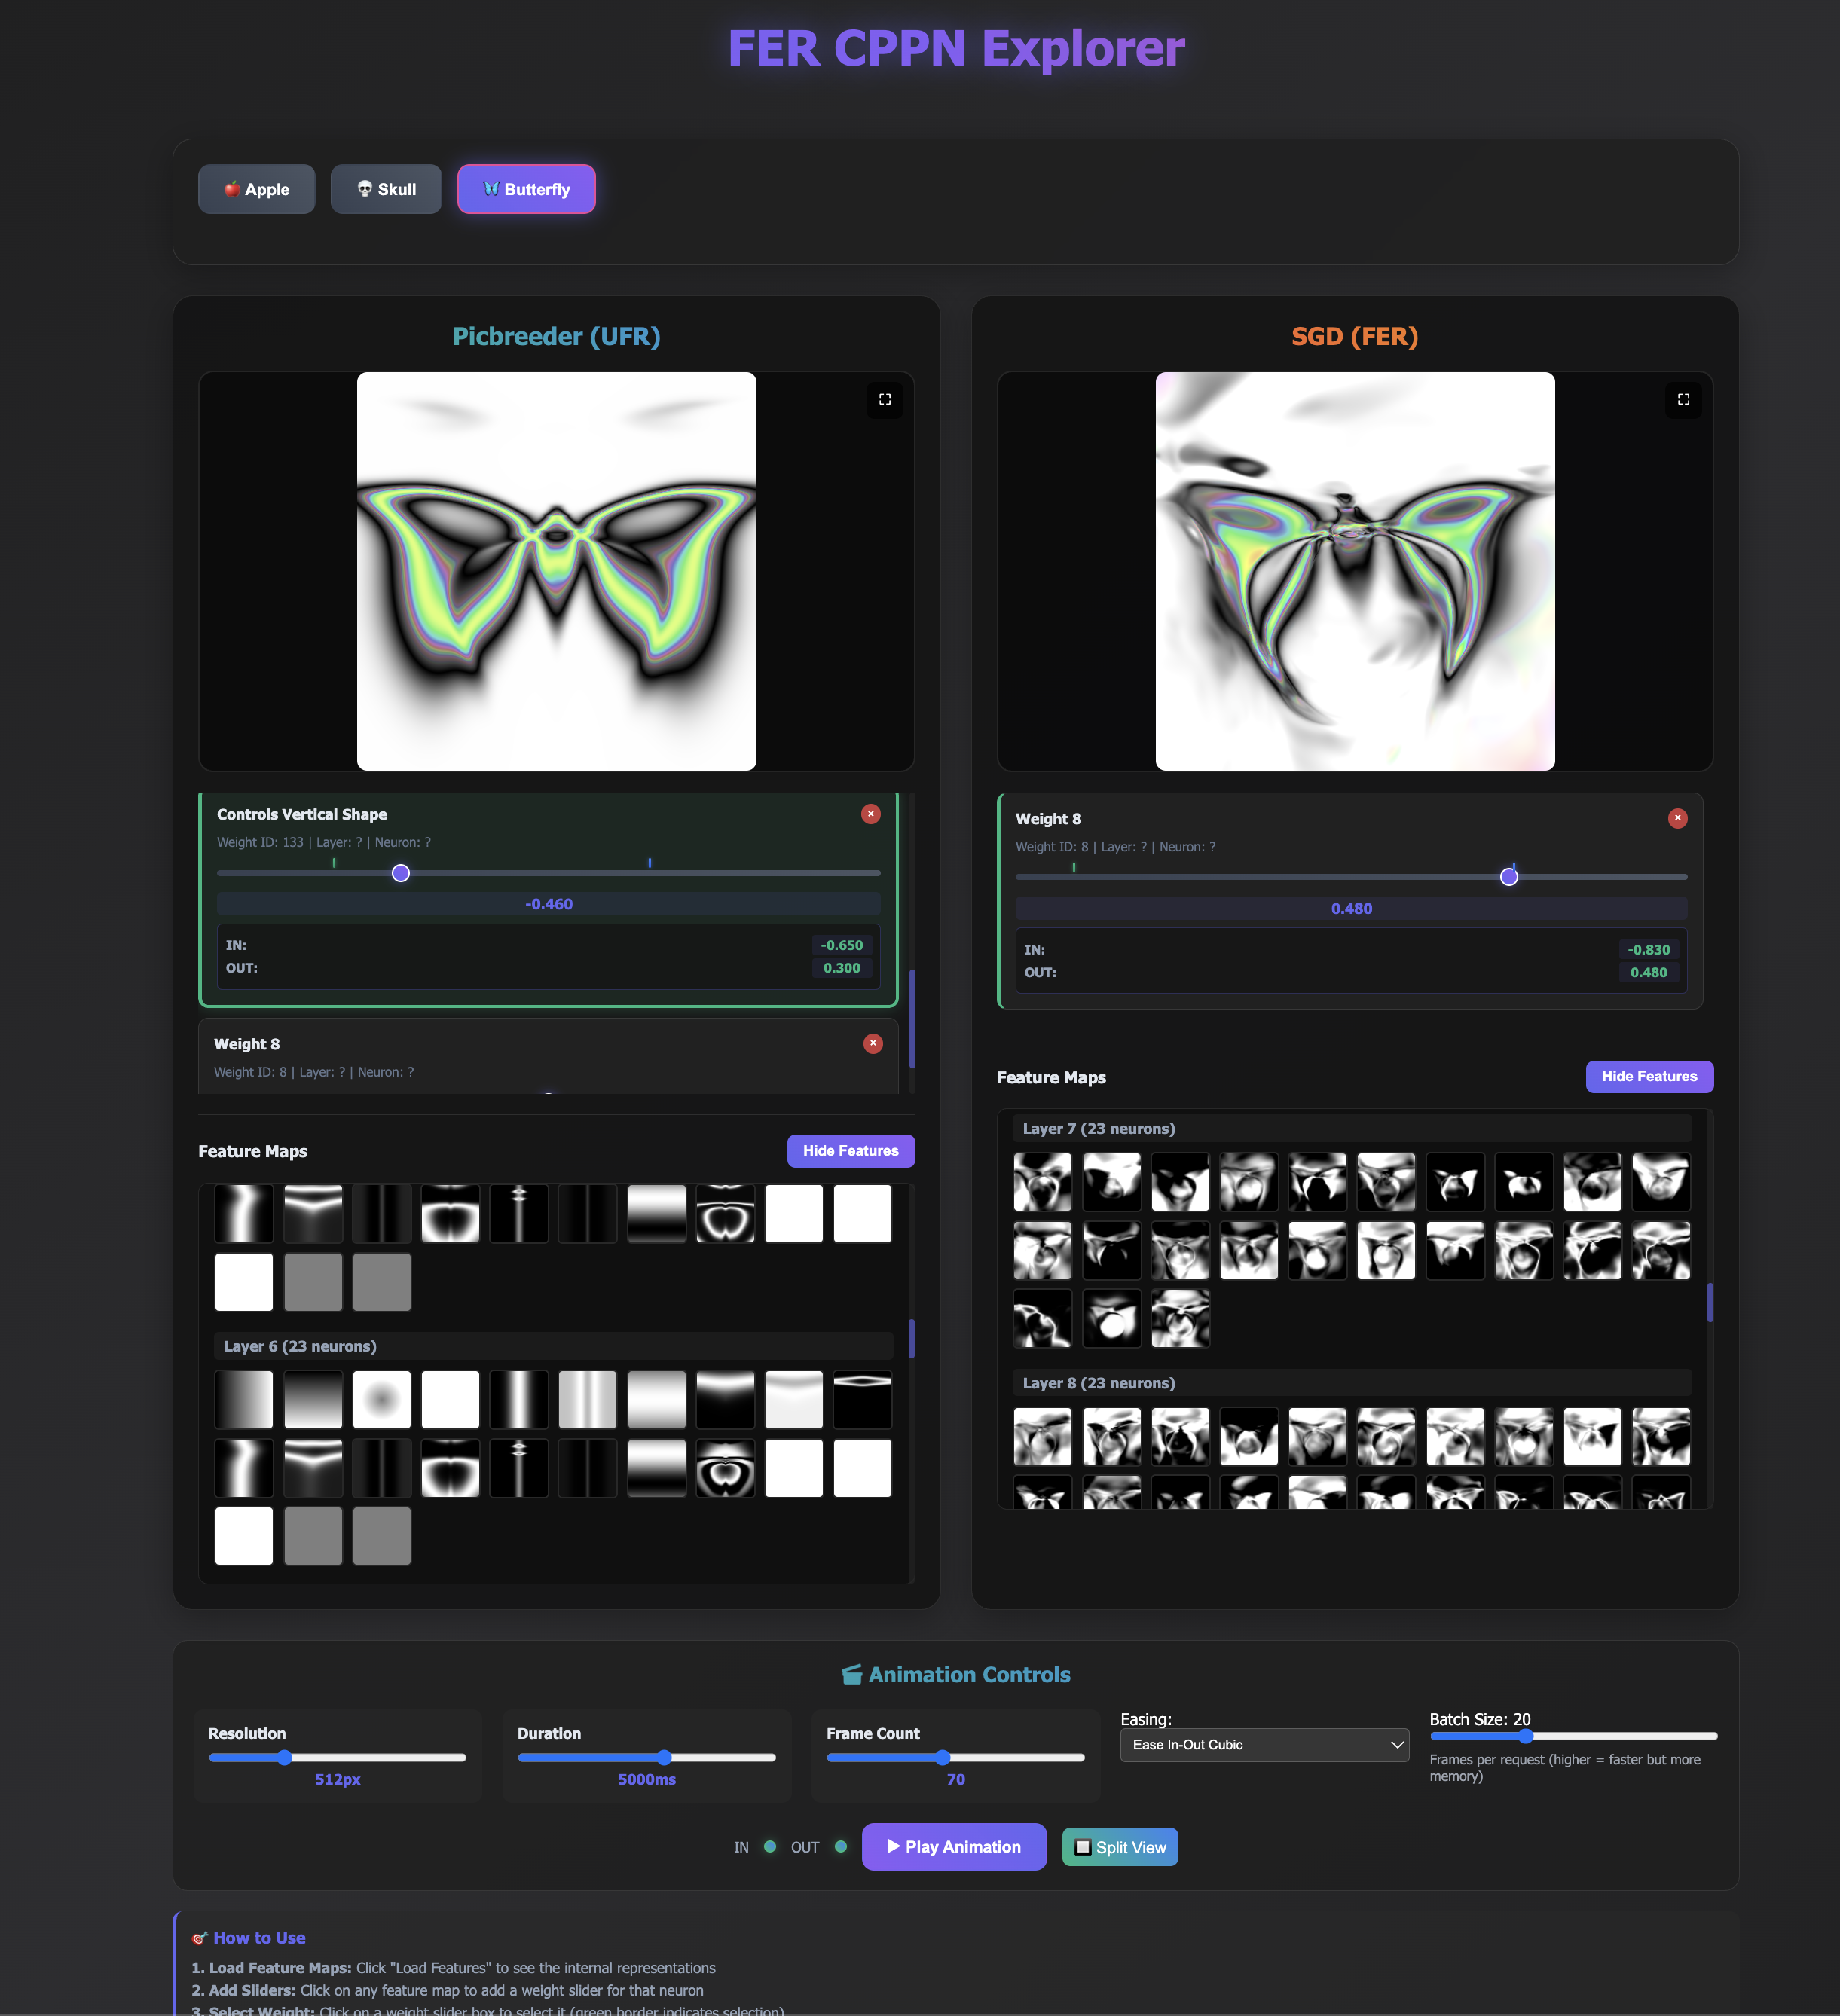 FER CPPN Explorer
🍎 Apple
💀 Skull
🦋 Butterfly
Picbreeder (UFR)
Controls Vertical Shape
×
Weight ID: 133 | Layer: ? | Neuron: ?
-0.460
IN: -0.650
OUT: 0.300
Weight 8
×
Weight ID: 8 | Layer: ? | Neuron: ?
Feature Maps
Hide Features
Layer 6 (23 neurons)
SGD (FER)
Weight 8
×
Weight ID: 8 | Layer: ? | Neuron: ?
0.480
IN: -0.830
OUT: 0.480
Feature Maps
Hide Features
Layer 7 (23 neurons)
Layer 8 (23 neurons)
Animation Controls
Resolution
512px
Duration
5000ms
Frame Count
70
Easing:
Ease In-Out Cubic
Batch Size: 20
Frames per request (higher = faster but more
memory)
IN
OUT
▶ Play Animation
🔲 Split View
🎯 How to Use
1. Load Feature Maps: Click "Load Features" to see the internal representations
2. Add Sliders: Click on any feature map to add a weight slider for that neuron
3. Select Weight: Click on a weight slider box to select it (green border indicates selection)